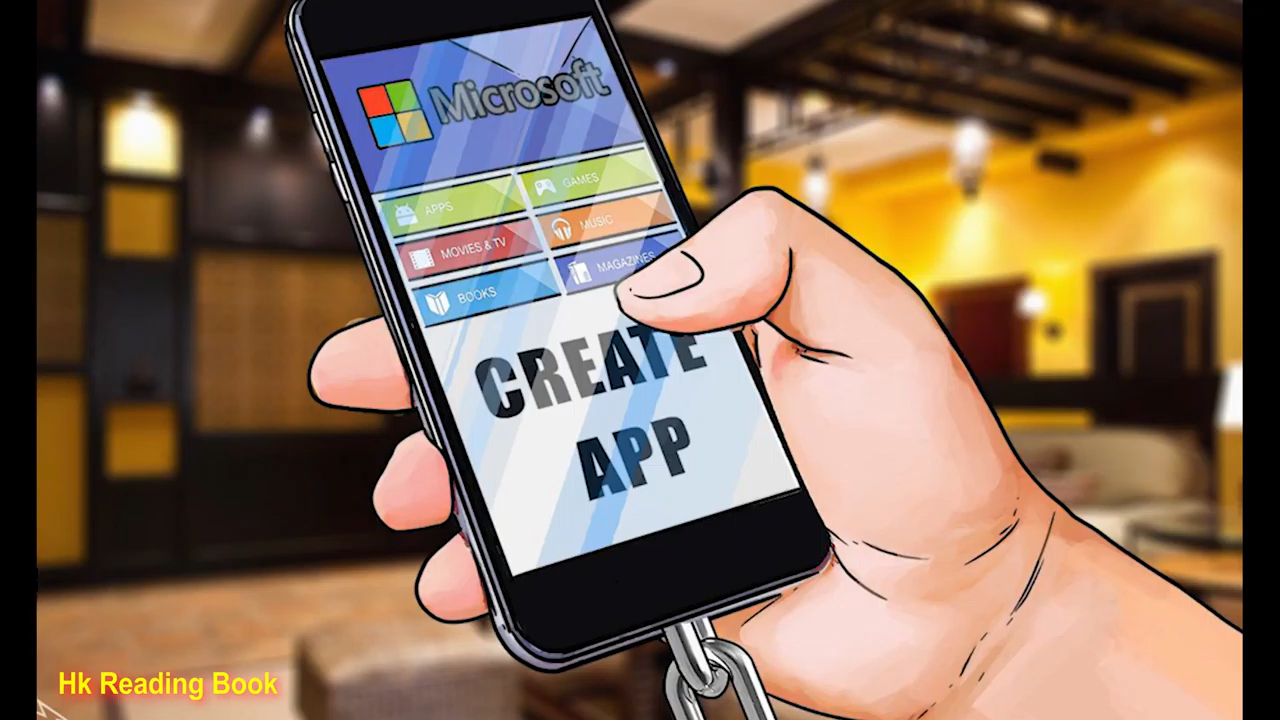 Microsoft
APPS
GAMES
MOVIES & TV
MUSIC
BOOKS
MAGAZINES
CREATE
APP
Hk Reading Book